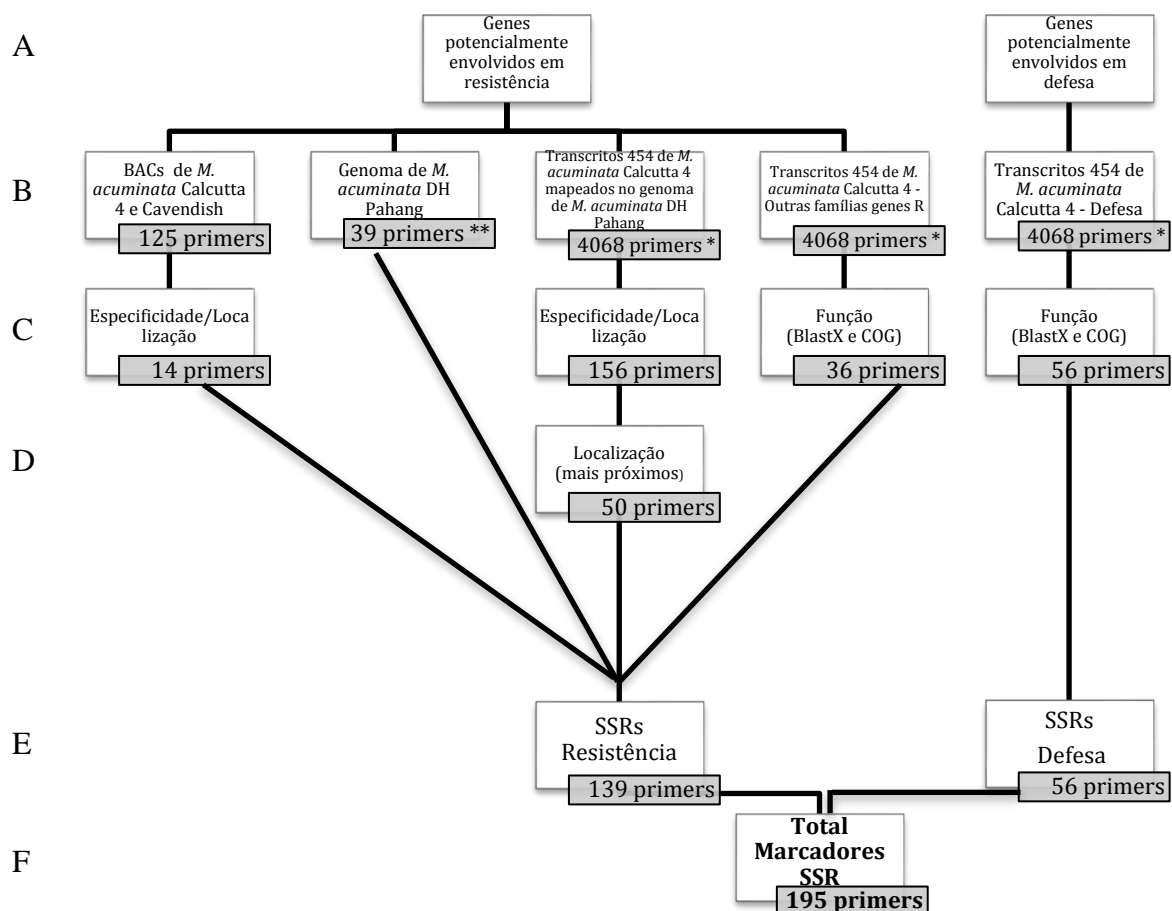 A
Genes
potencialmente
envolvidos em
resistência
Genes
potencialmente
envolvidos em
defesa
B
BACs de M.
acuminata Calcutta
4 e Cavendish
125 primers
Genoma de M.
acuminata DH
Pahang
39 primers **
Transcritos 454 de M.
acuminata Calcutta 4
mapeados no genoma
de M. acuminata DH
Pahang
4068 primers *
Transcritos 454 de M.
acuminata Calcutta 4 -
Outras famílias genes R
4068 primers *
Transcritos 454 de
M. acuminata
Calcutta 4 - Defesa
4068 primers *
C
Especificidade/Loca
lização
14 primers
Especificidade/Loca
lização
156 primers
Função
(BlastX e COG)
36 primers
Função
(BlastX e COG)
56 primers
D
Localização
(mais próximos)
50 primers
E
SSRs
Resistência
139 primers
SSRs
Defesa
56 primers
F
Total
Marcadores
SSR
195 primers